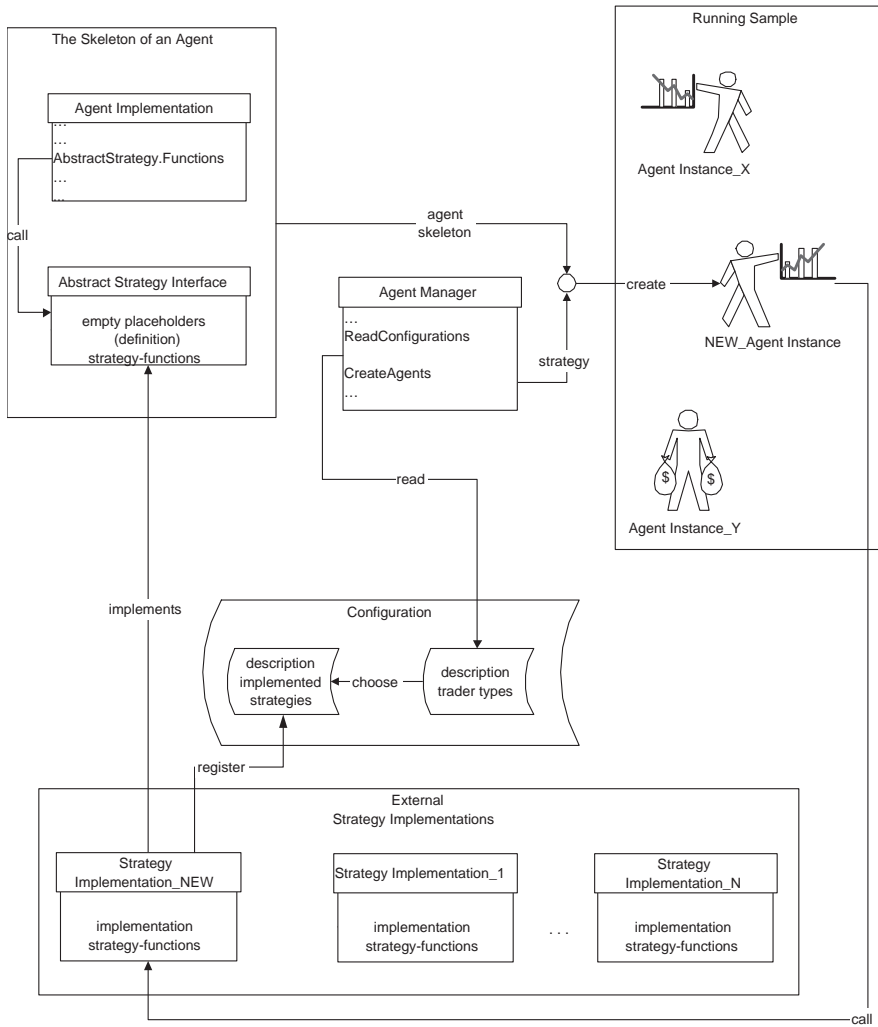 The Skeleton of an Agent
Agent Implementation
...
...
AbstractStrategy.Functions
...
...
call
Abstract Strategy Interface
empty placeholders
(definition)
strategy-functions
agent
skeleton
Agent Manager
...
ReadConfigurations
CreateAgents
...
strategy
create
read
Running Sample
Agent Instance_X
NEW_Agent Instance
$
$
Agent Instance_Y
implements
Configuration
description
implemented
strategies
choose
description
trader types
register
External
Strategy Implementations
Strategy
Implementation_NEW
implementation
strategy-functions
Strategy Implementation_1
implementation
strategy-functions
. . .
Strategy
Implementation_N
implementation
strategy-functions
call